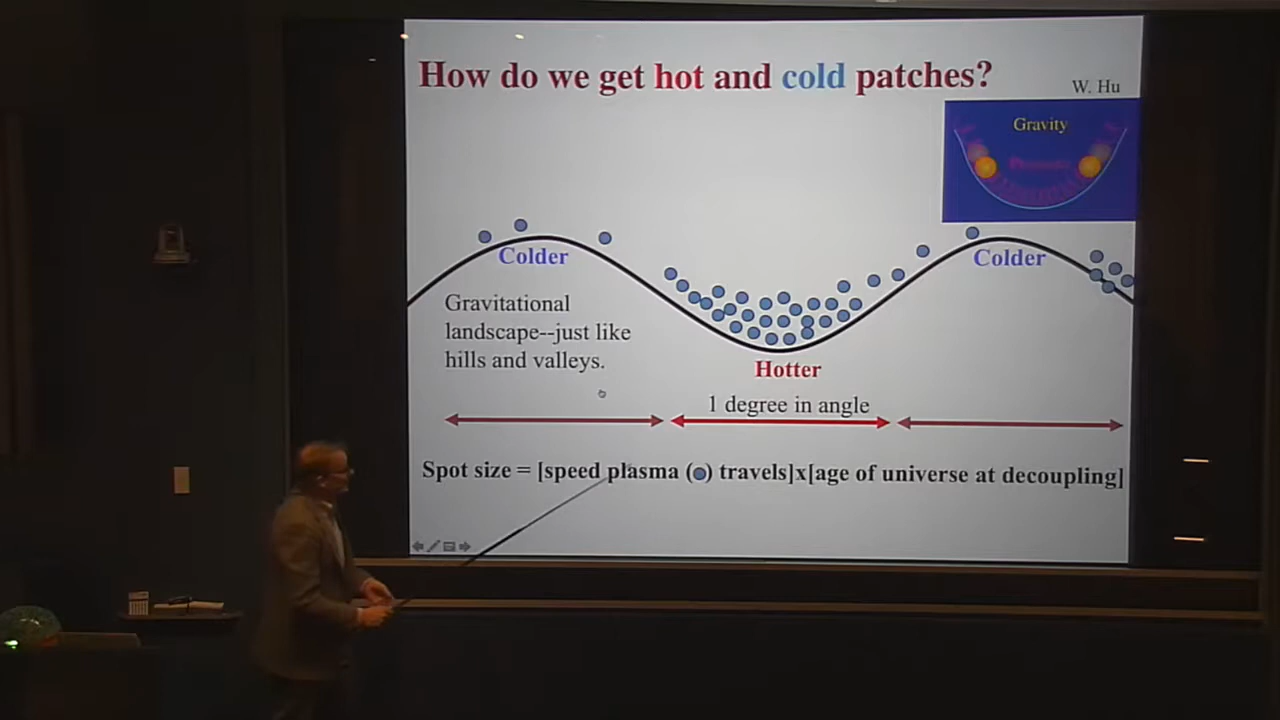 How do we get hot and cold patches?
W. Hu
Gravity
Pressure
Colder
Colder
Gravitational
landscape--just like
hills and valleys.
Hotter
1 degree in angle
Spot size = [speed plasma ( ) travels]x[age of universe at decoupling]